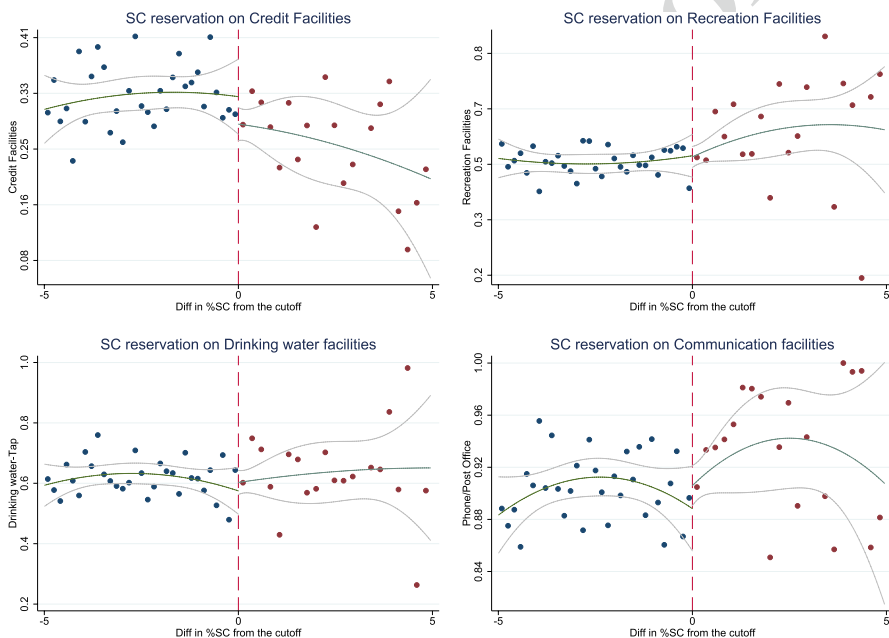 SC reservation on Credit Facilities
0.41
0.33
0.25
0.16
0.08
Credit Facilities
-5
0
5
Diff in %SC from the cutoff
SC reservation on Recreation Facilities
0.8
0.7
0.5
0.3
0.2
Recreation Facilities
-5
0
5
Diff in %SC from the cutoff
SC reservation on Drinking water facilities
1.0
0.8
0.6
0.4
0.2
Drinking water-Tap
-5
0
5
Diff in %SC from the cutoff
SC reservation on Communication facilities
1.00
0.96
0.92
0.88
0.84
Phone/Post Office
-5
0
5
Diff in %SC from the cutoff